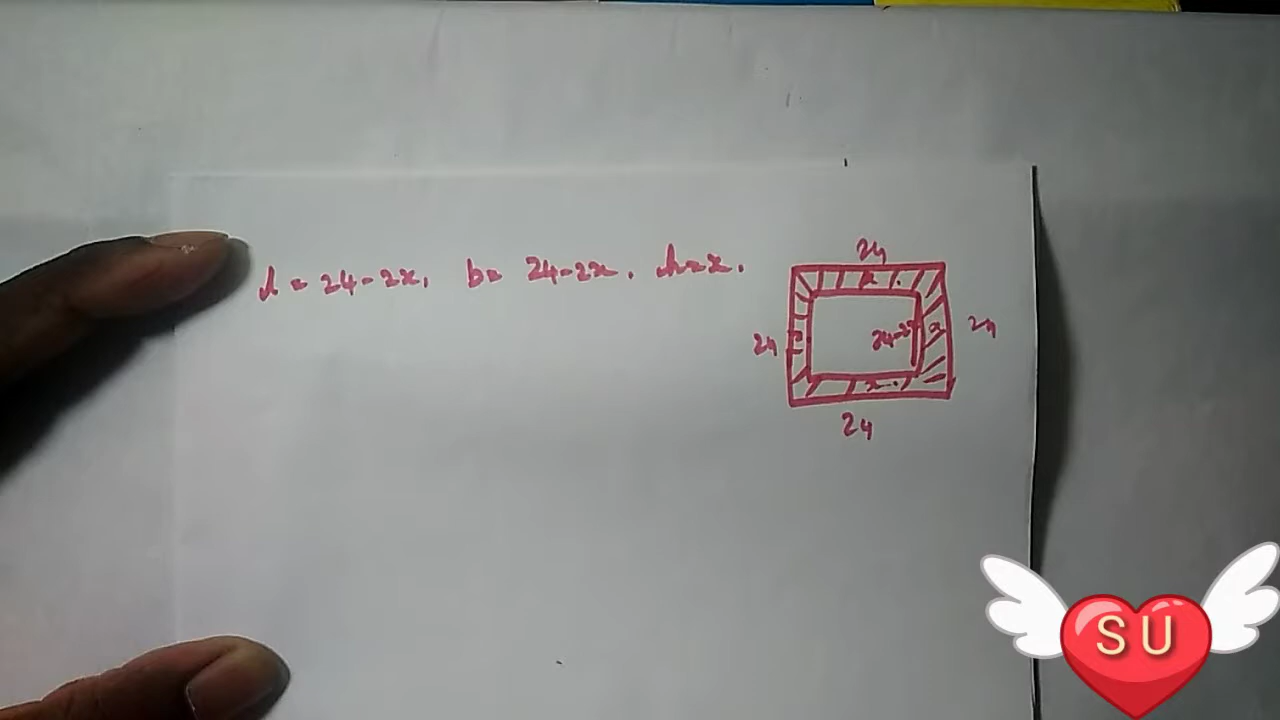 l = 24-2x, b = 24-2x, h=x.
24
x
24 x 24-2x x 24
x
24
SU